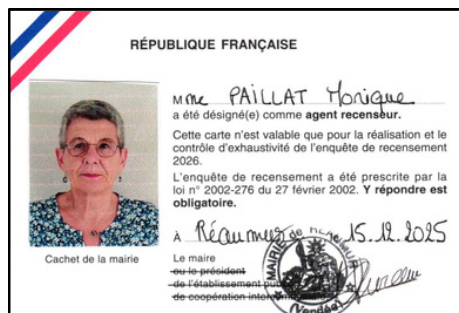 RÉPUBLIQUE FRANÇAISE
Mme PAILLAT Monique
a été désigné(e) comme agent recenseur.
Cette carte n'est valable que pour la réalisation et le
contrôle d'exhaustivité de l'enquête de recensement
2026.
L'enquête de recensement a été prescrite par la
loi n° 2002-276 du 27 février 2002. Y répondre est
obligatoire.
À Réaumur le 15.12.2025
Cachet de la mairie
Le maire
ou le président
de l'établissement
de coopération
MAIRIE de REAUMUR
(Vendée)